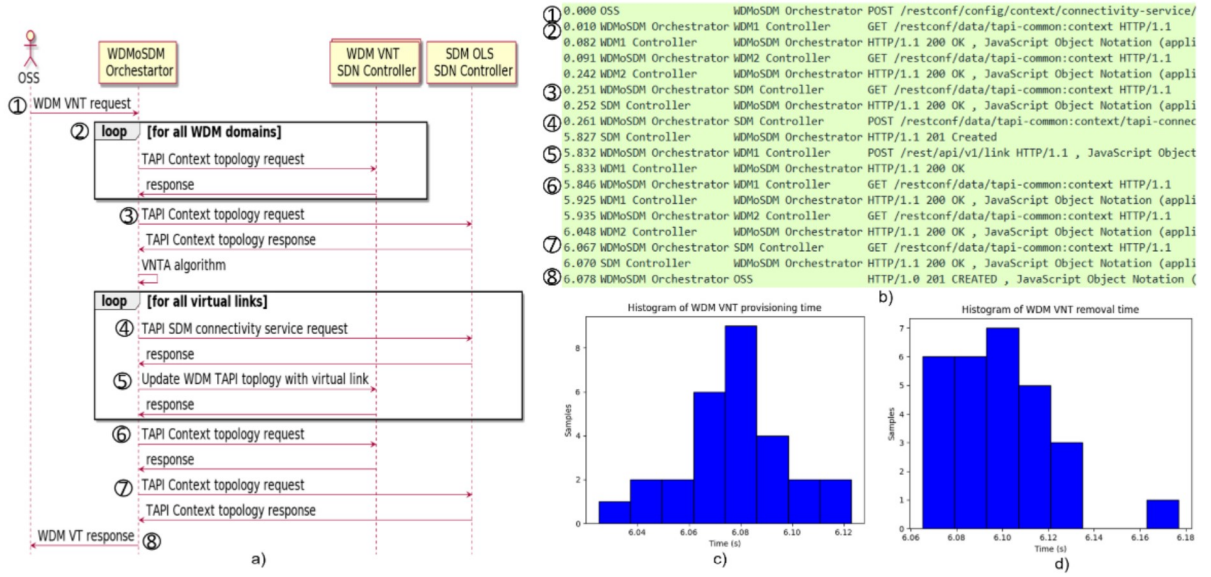 OSS
WDMoSDM
Orchestartor
WDM VNT
SDN Controller
SDM OLS
SDN Controller
① WDM VNT request
② loop [for all WDM domains]
TAPI Context topology request
response
③ TAPI Context topology request
TAPI Context topology response
VNTA algorithm
loop [for all virtual links]
④ TAPI SDM connectivity service request
response
⑤ Update WDM TAPI toplogy with virtual link
response
⑥ TAPI Context topology request
response
⑦ TAPI Context topology request
TAPI Context topology response
WDM VT response ⑧
a)
① 0.000 OSS WDMoSDM Orchestrator POST /restconf/config/context/connectivity-service/
② 0.010 WDMoSDM Orchestrator WDM1 Controller GET /restconf/data/tapi-common:context HTTP/1.1
0.082 WDM1 Controller WDMoSDM Orchestrator HTTP/1.1 200 OK , JavaScript Object Notation (appli
0.091 WDMoSDM Orchestrator WDM2 Controller GET /restconf/data/tapi-common:context HTTP/1.1
0.242 WDM2 Controller WDMoSDM Orchestrator HTTP/1.1 200 OK , JavaScript Object Notation (appli
③ 0.251 WDMoSDM Orchestrator SDM Controller GET /restconf/data/tapi-common:context HTTP/1.1
0.252 SDM Controller WDMoSDM Orchestrator HTTP/1.1 200 OK , JavaScript Object Notation (appli
④ 0.261 WDMoSDM Orchestrator SDM Controller POST /restconf/data/tapi-common:context/tapi-connec
5.827 SDM Controller WDMoSDM Orchestrator HTTP/1.1 201 Created
⑤ 5.832 WDMoSDM Orchestrator WDM1 Controller POST /rest/api/v1/link HTTP/1.1 , JavaScript Object
5.833 WDM1 Controller WDMoSDM Orchestrator HTTP/1.1 200 OK
⑥ 5.846 WDMoSDM Orchestrator WDM1 Controller GET /restconf/data/tapi-common:context HTTP/1.1
5.925 WDM1 Controller WDMoSDM Orchestrator HTTP/1.1 200 OK , JavaScript Object Notation (appli
5.935 WDMoSDM Orchestrator WDM2 Controller GET /restconf/data/tapi-common:context HTTP/1.1
6.048 WDM2 Controller WDMoSDM Orchestrator HTTP/1.1 200 OK , JavaScript Object Notation (appli
⑦ 6.067 WDMoSDM Orchestrator SDM Controller GET /restconf/data/tapi-common:context HTTP/1.1
6.070 SDM Controller WDMoSDM Orchestrator HTTP/1.1 200 OK , JavaScript Object Notation (appli
⑧ 6.078 WDMoSDM Orchestrator OSS HTTP/1.0 201 CREATED , JavaScript Object Notation (
b)
Histogram of WDM VNT provisioning time
Samples
8
6
4
2
0
6.04 6.06 6.08 6.10 6.12
Time (s)
c)
Histogram of WDM VNT removal time
Samples
7
6
5
4
3
2
1
0
6.06 6.08 6.10 6.12 6.14 6.16 6.18
Time (s)
d)